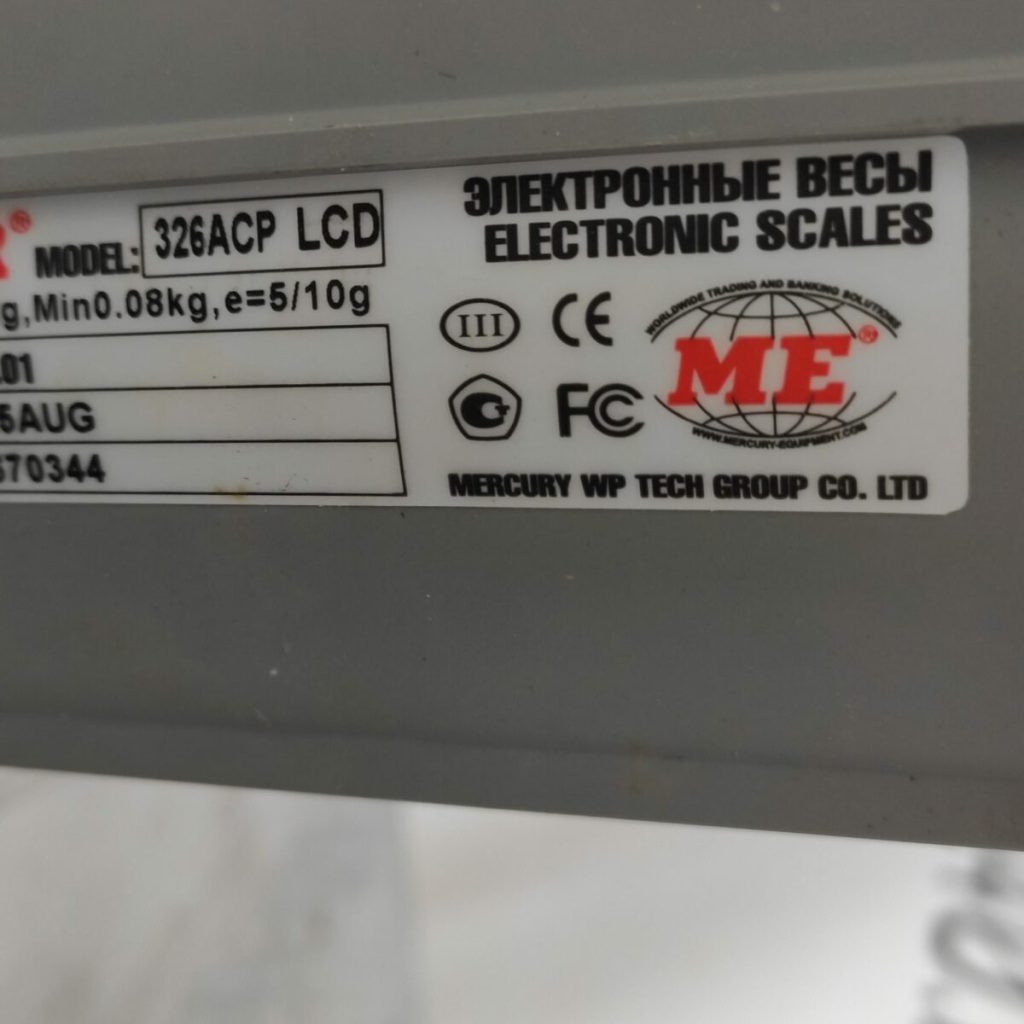 ЭЛЕКТРОННЫЕ ВЕСЫ
ELECTRONIC SCALES
R®
MODEL: 326ACP LCD
g,Min0.08kg,e=5/10g
01
5AUG
570344
III
CE
FC
WORLDWIDE TRADING AND BANKING SOLUTIONS
ME®
WWW.MERCURY-EQUIPMENT.COM
MERCURY WP TECH GROUP CO. LTD